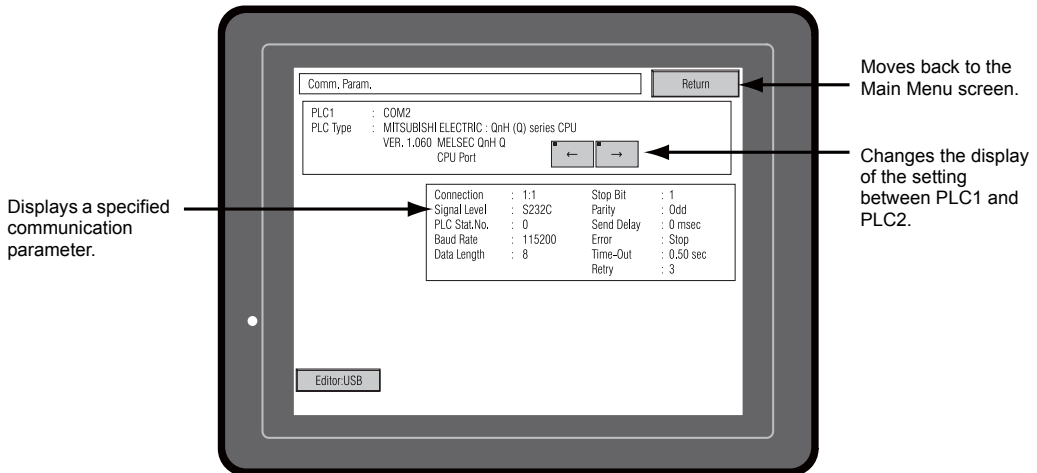 Comm. Param.
Return
PLC1 : COM2
PLC Type : MITSUBISHI ELECTRIC : QnH (Q) series CPU
VER. 1.060 MELSEC QnH Q
CPU Port
← →
Connection : 1:1 Stop Bit : 1
Signal Level : S232C Parity : Odd
PLC Stat.No. : 0 Send Delay : 0 msec
Baud Rate : 115200 Error : Stop
Data Length : 8 Time-Out : 0.50 sec
Retry : 3
Editor:USB
Displays a specified
communication
parameter.
Moves back to the
Main Menu screen.
Changes the display
of the setting
between PLC1 and
PLC2.